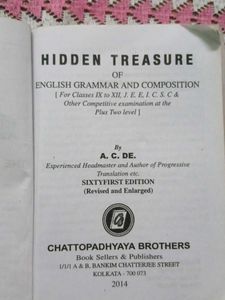 HIDDEN TREASURE
OF
ENGLISH GRAMMAR AND COMPOSITION
[ For Classes IX to XII, J. E. E, I. C. S. C &
Other Competitive examination at the
Plus Two level ]
By
A. C. DE.
Experienced Headmaster and Author of Progressive
Translation etc.
SIXTYFIRST EDITION
(Revised and Enlarged)
CHATTOPADHYAYA BROTHERS
Book Sellers & Publishers
1/1/1 A & B, BANKIM CHATTERJEE STREET
KOLKATA - 700 073
2014